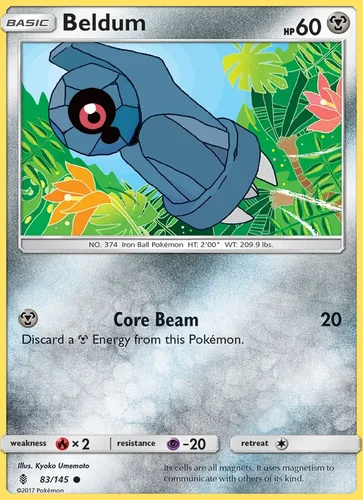 BASIC Beldum HP60
NO. 374 Iron Ball Pokémon HT: 2'00" WT: 209.9 lbs.
Core Beam 20
Discard a Energy from this Pokémon.
weakness ×2 resistance -20 retreat
Illus. Kyoko Umemoto
Its cells are all magnets. It uses magnetism to
communicate with others of its kind.
83/145
©2017 Pokémon